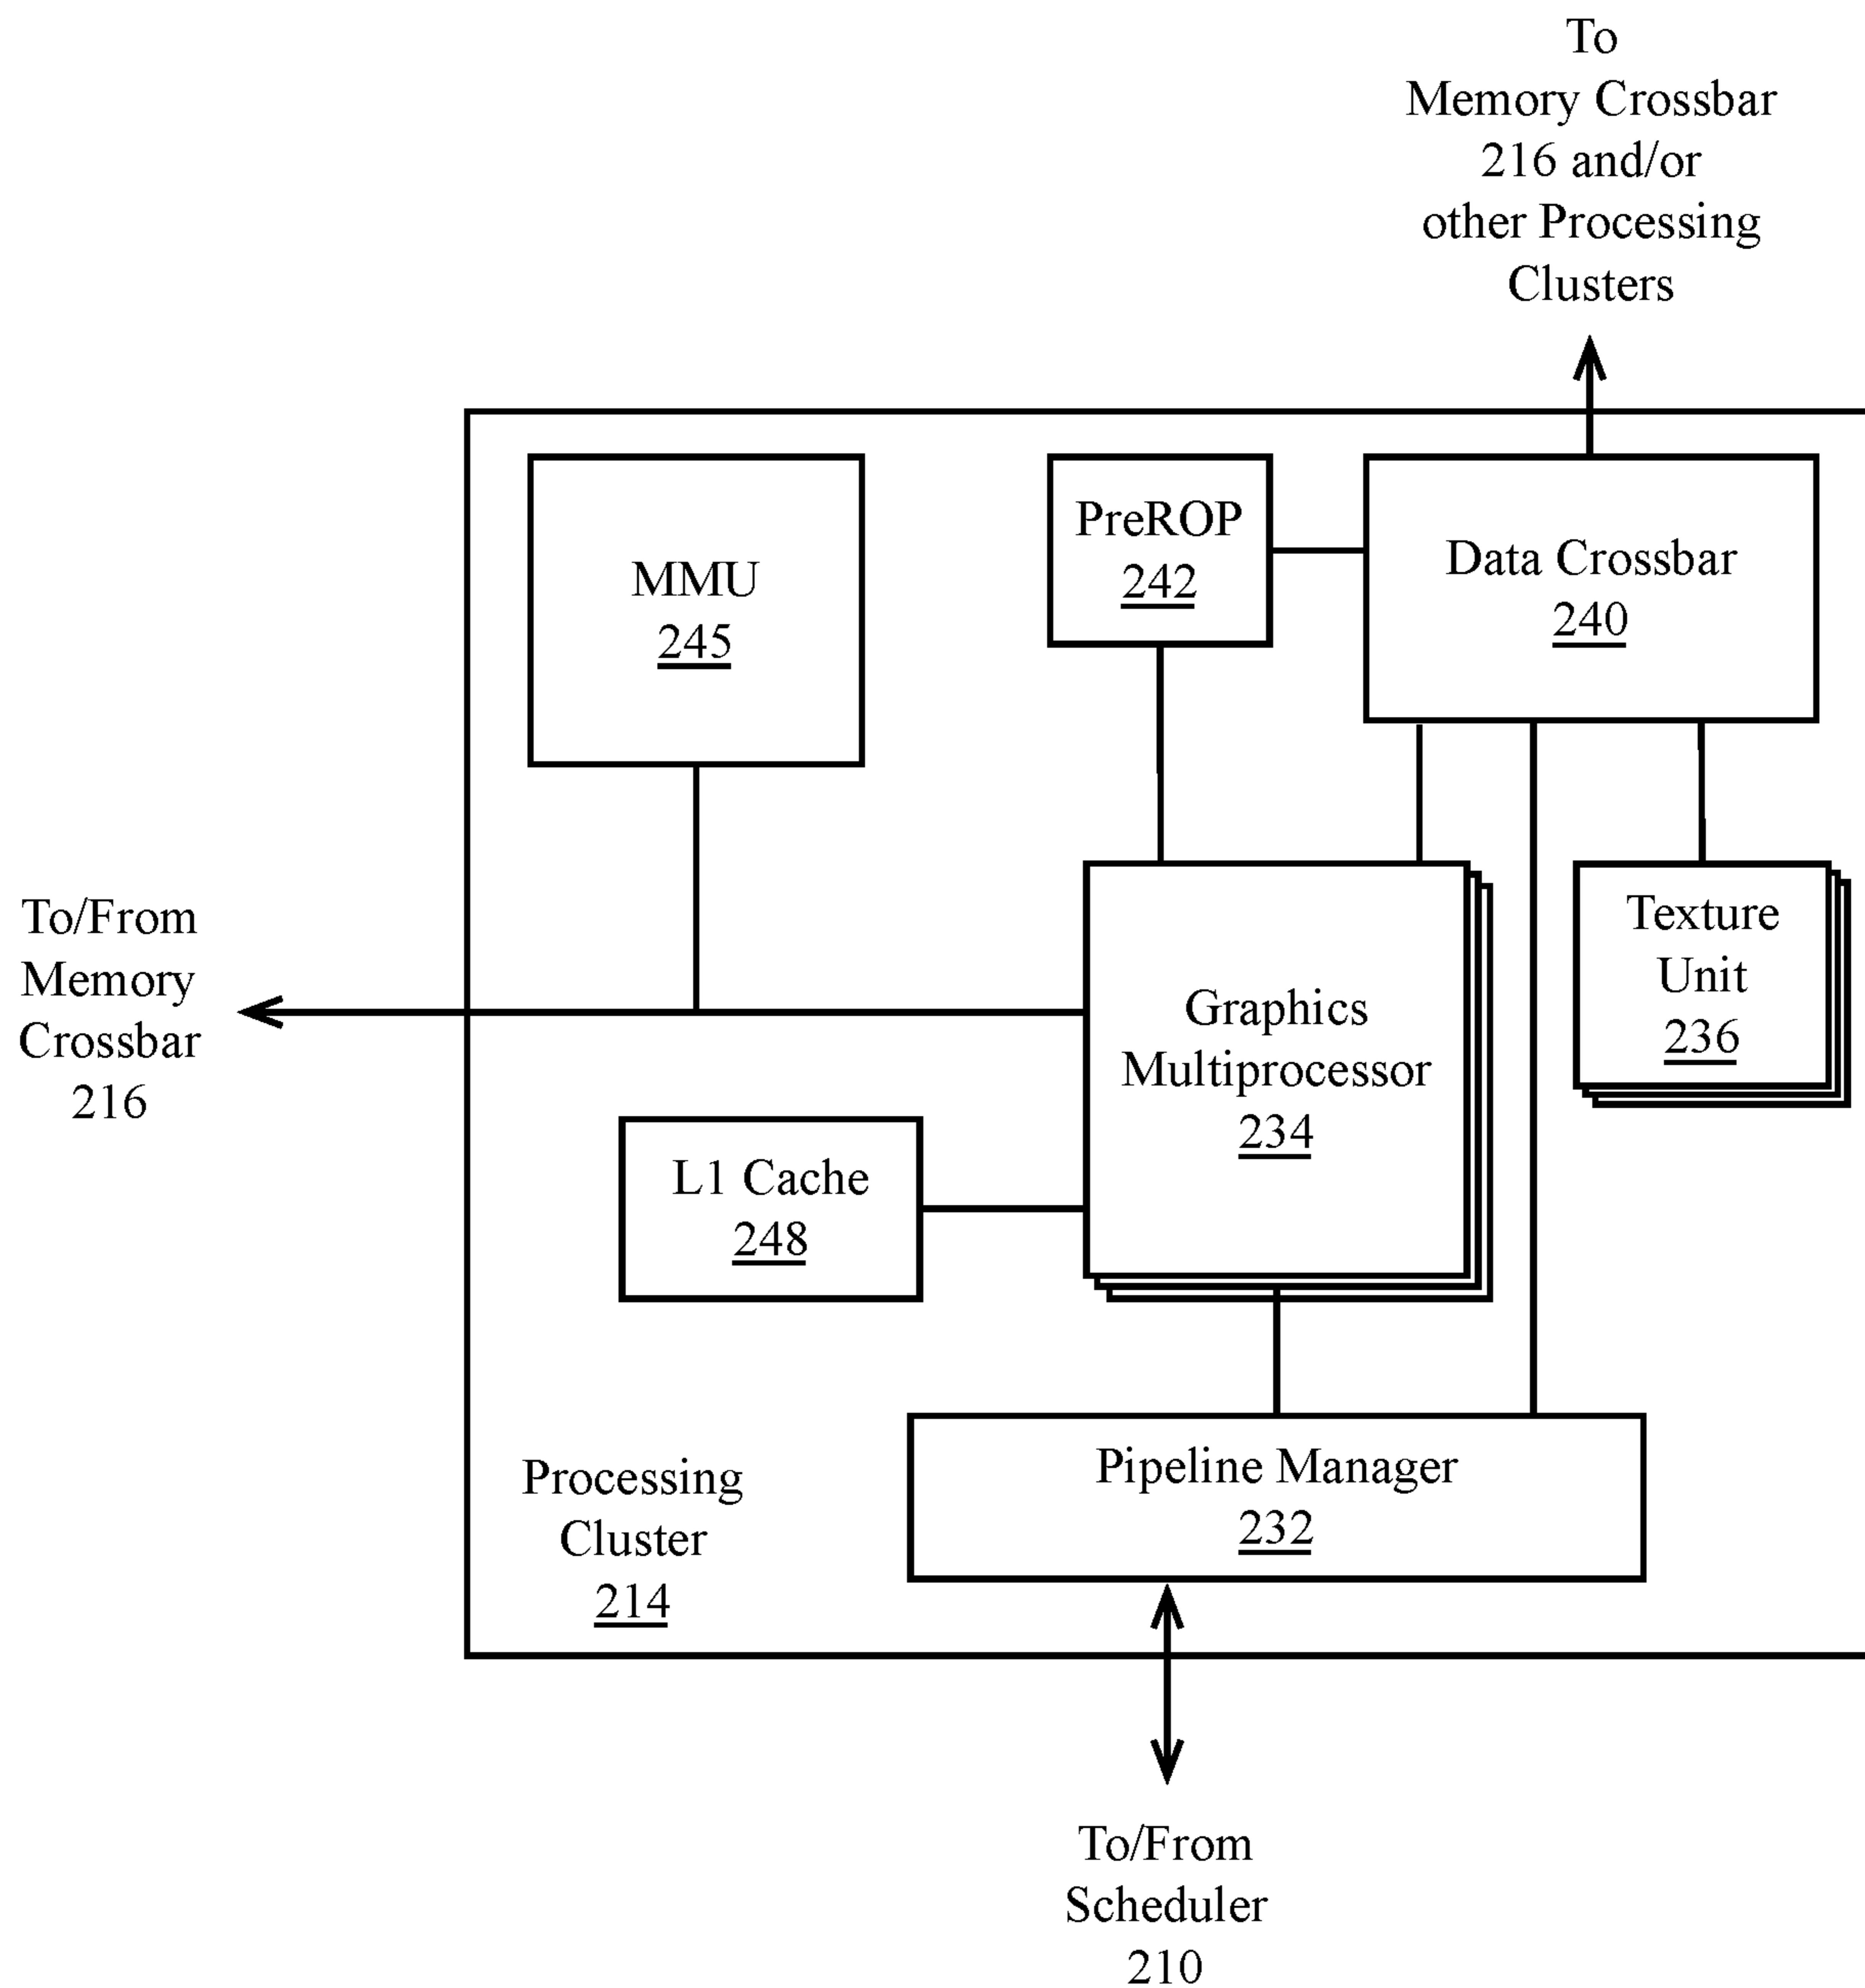 To
Memory Crossbar
216 and/or
other Processing
Clusters
MMU
245
PreROP
242
Data Crossbar
240
To/From
Memory
Crossbar
216
Graphics
Multiprocessor
234
Texture
Unit
236
L1 Cache
248
Pipeline Manager
232
Processing
Cluster
214
To/From
Scheduler
210